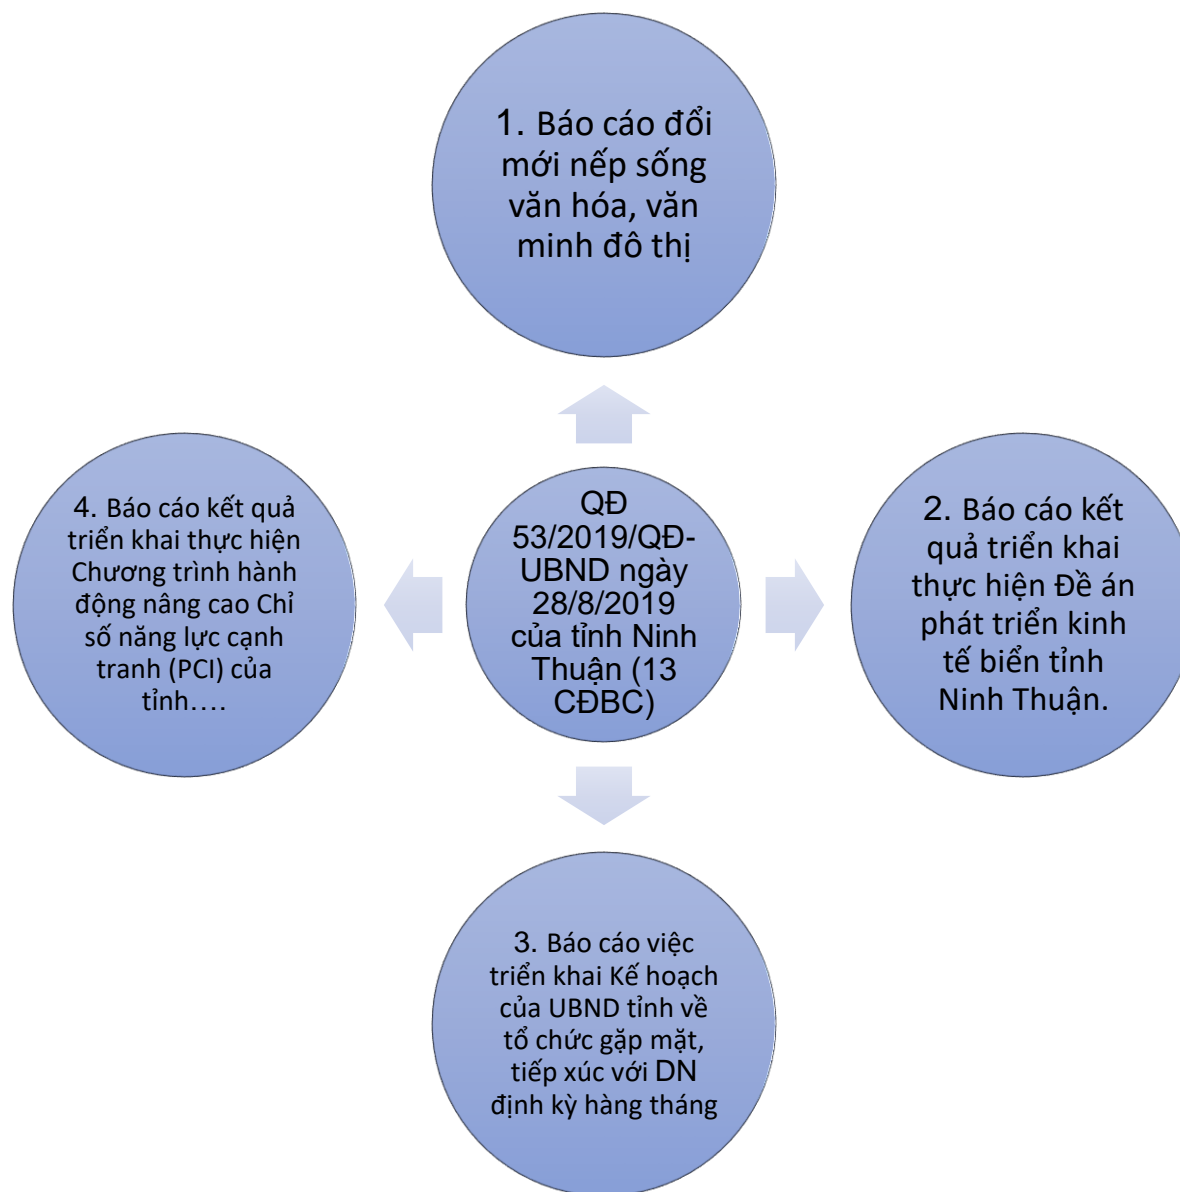 1. Báo cáo đổi
mới nếp sống
văn hóa, văn
minh đô thị
4. Báo cáo kết quả
triển khai thực hiện
Chương trình hành
động nâng cao Chỉ
số năng lực cạnh
tranh (PCI) của
tỉnh….
QĐ
53/2019/QĐ-
UBND ngày
28/8/2019
của tỉnh Ninh
Thuận (13
CĐBC)
2. Báo cáo kết
quả triển khai
thực hiện Đề án
phát triển kinh
tế biển tỉnh
Ninh Thuận.
3. Báo cáo việc
triển khai Kế hoạch
của UBND tỉnh về
tổ chức gặp mặt,
tiếp xúc với DN
định kỳ hàng tháng